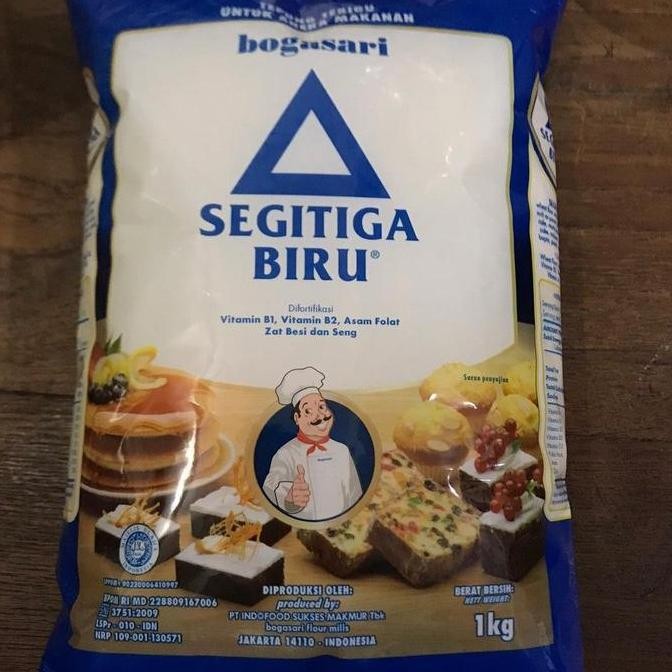 TEPUNG TERIGU
UNTUK ANEKA MAKANAN
bogasari
SEGITIGA
BIRU®
Difortifikasi
Vitamin B1, Vitamin B2, Asam Folat
Zat Besi dan Seng
Saran penyajian
BPOM RI MD 228809167006
3751:2009
LSPr - 010 - IDN
NRP 109-001-130571
DIPRODUKSI OLEH:
produced by:
PT INDOFOOD SUKSES MAKMUR Tbk
bogasari flour mills
JAKARTA 14110 - INDONESIA
BERAT BERSIH:
NETT WEIGHT:
1kg